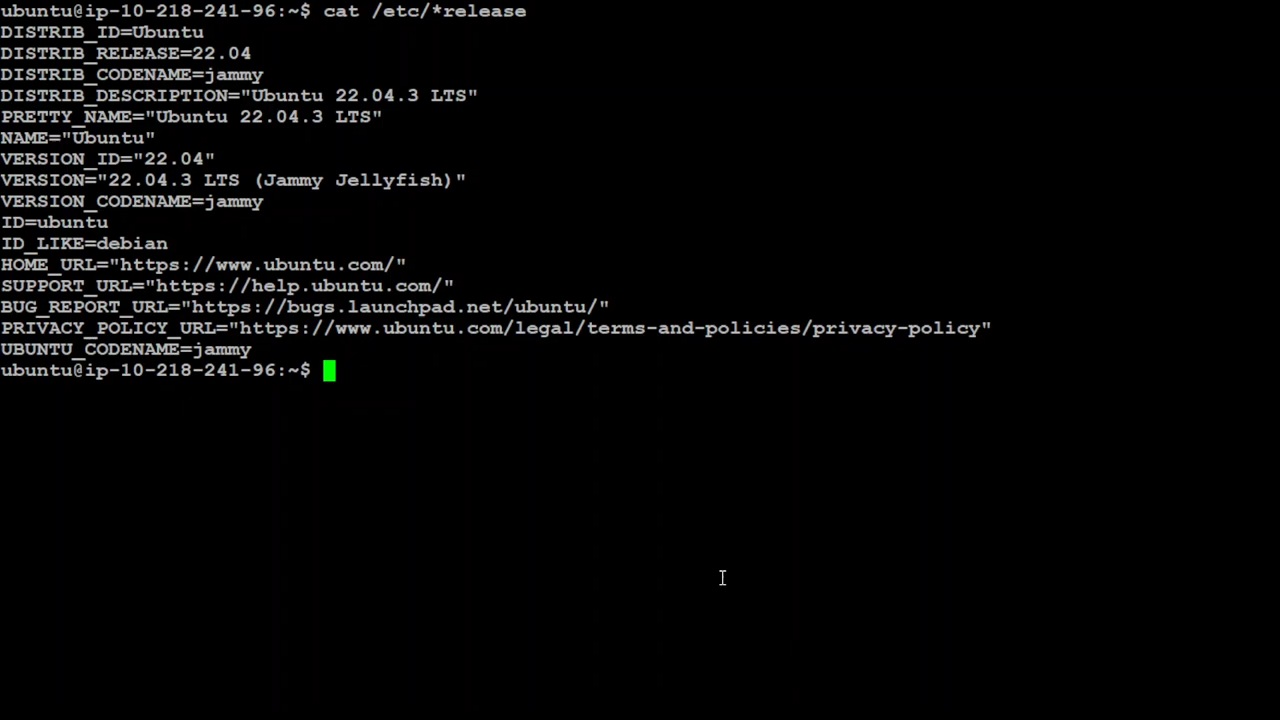 ubuntu@ip-10-218-241-96:~$ cat /etc/*release
DISTRIB_ID=Ubuntu
DISTRIB_RELEASE=22.04
DISTRIB_CODENAME=jammy
DISTRIB_DESCRIPTION="Ubuntu 22.04.3 LTS"
PRETTY_NAME="Ubuntu 22.04.3 LTS"
NAME="Ubuntu"
VERSION_ID="22.04"
VERSION="22.04.3 LTS (Jammy Jellyfish)"
VERSION_CODENAME=jammy
ID=ubuntu
ID_LIKE=debian
HOME_URL="https://www.ubuntu.com/"
SUPPORT_URL="https://help.ubuntu.com/"
BUG_REPORT_URL="https://bugs.launchpad.net/ubuntu/"
PRIVACY_POLICY_URL="https://www.ubuntu.com/legal/terms-and-policies/privacy-policy"
UBUNTU_CODENAME=jammy
ubuntu@ip-10-218-241-96:~$